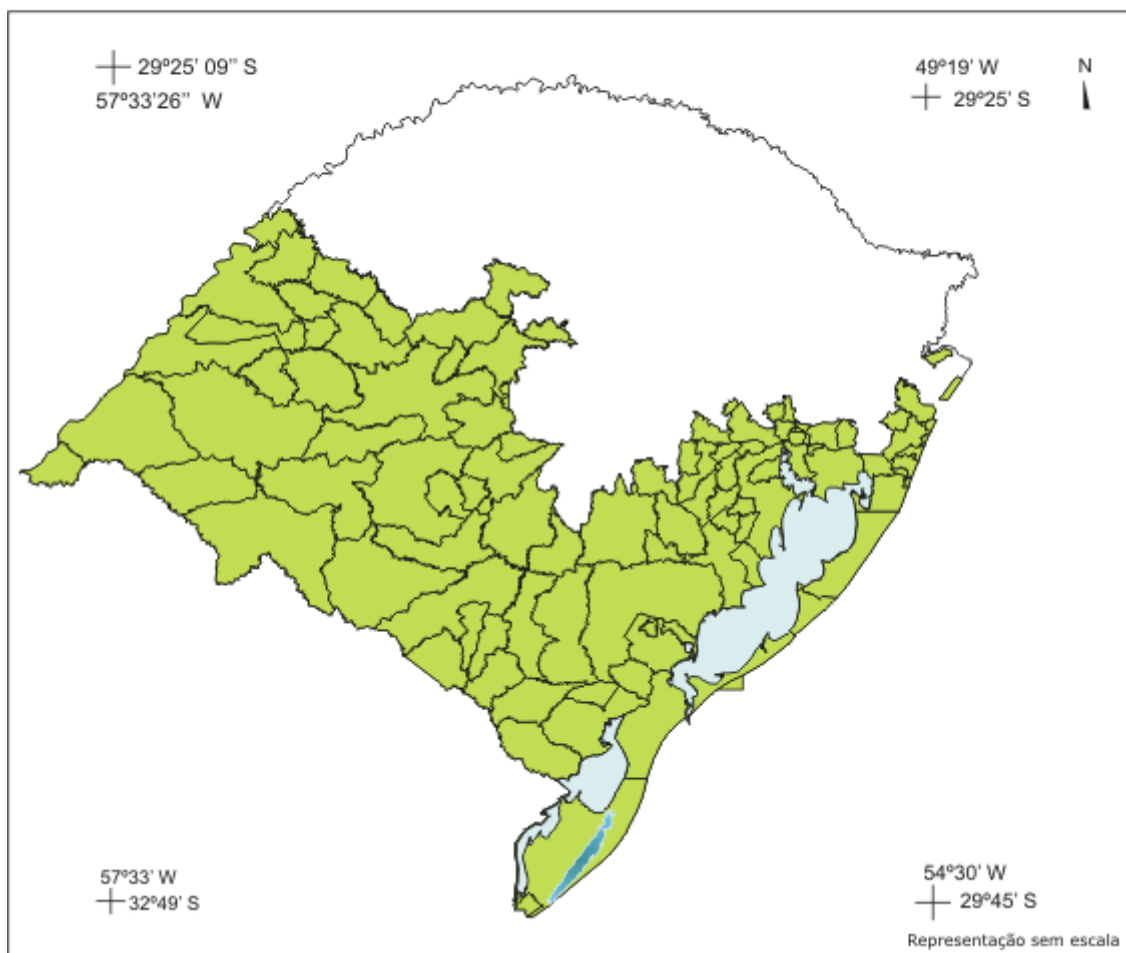 29º25' 09'' S
57º33'26'' W
49º19' W
29º25' S
N
57º33' W
32º49' S
54º30' W
29º45' S
Representação sem escala